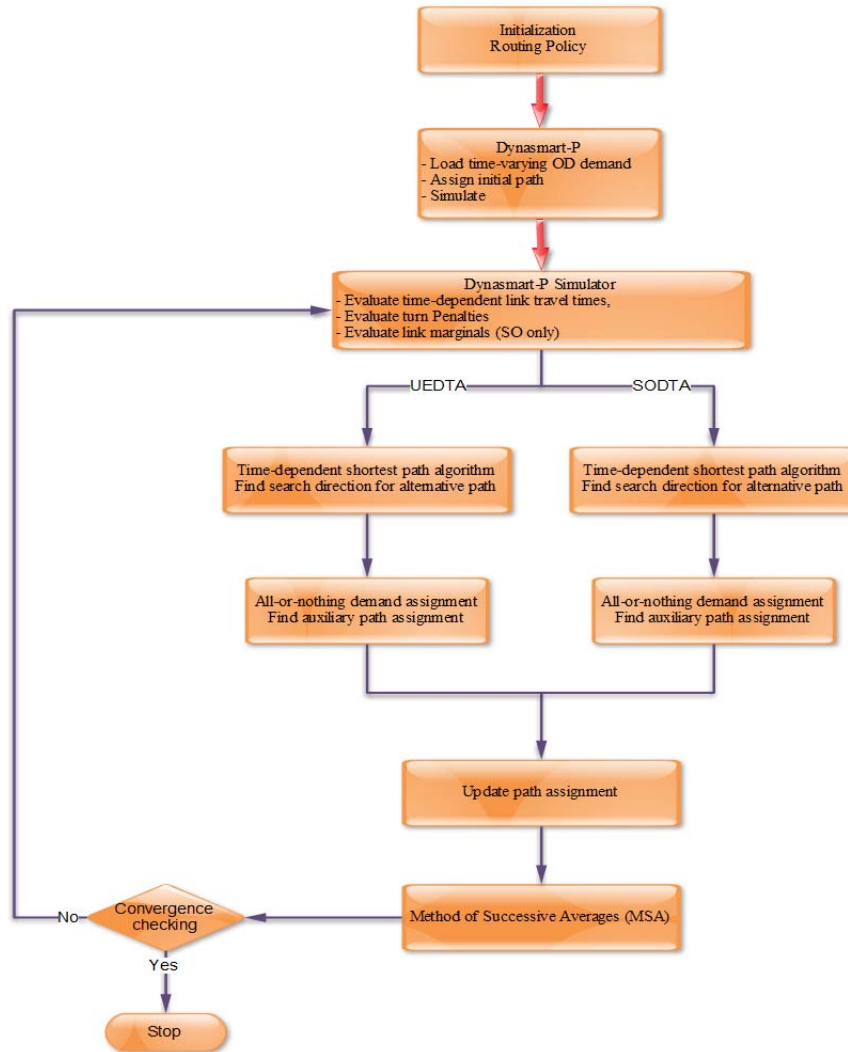 Initialization
Routing Policy
Dynasmart-P
- Load time-varying OD demand
- Assign initial path
- Simulate
Dynasmart-P Simulator
- Evaluate time-dependent link travel times,
- Evaluate turn Penalties
- Evaluate link marginals (SO only)
UEDTA
SODTA
Time-dependent shortest path algorithm
Find search direction for alternative path
Time-dependent shortest path algorithm
Find search direction for alternative path
All-or-nothing demand assignment
Find auxiliary path assignment
All-or-nothing demand assignment
Find auxiliary path assignment
Update path assignment
Method of Successive Averages (MSA)
Convergence
checking
No
Yes
Stop